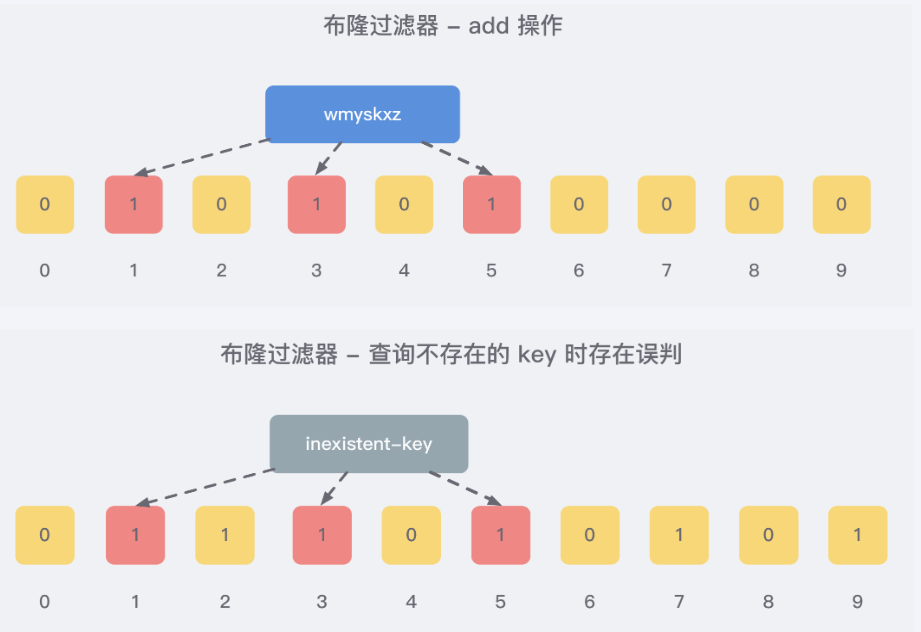 布隆过滤器 – add 操作
wmyskxz
0 1 0 1 0 1 0 0 0 0
0 1 2 3 4 5 6 7 8 9
布隆过滤器 – 查询不存在的 key 时存在误判
inexistent-key
0 1 1 1 0 1 0 1 0 1
0 1 2 3 4 5 6 7 8 9